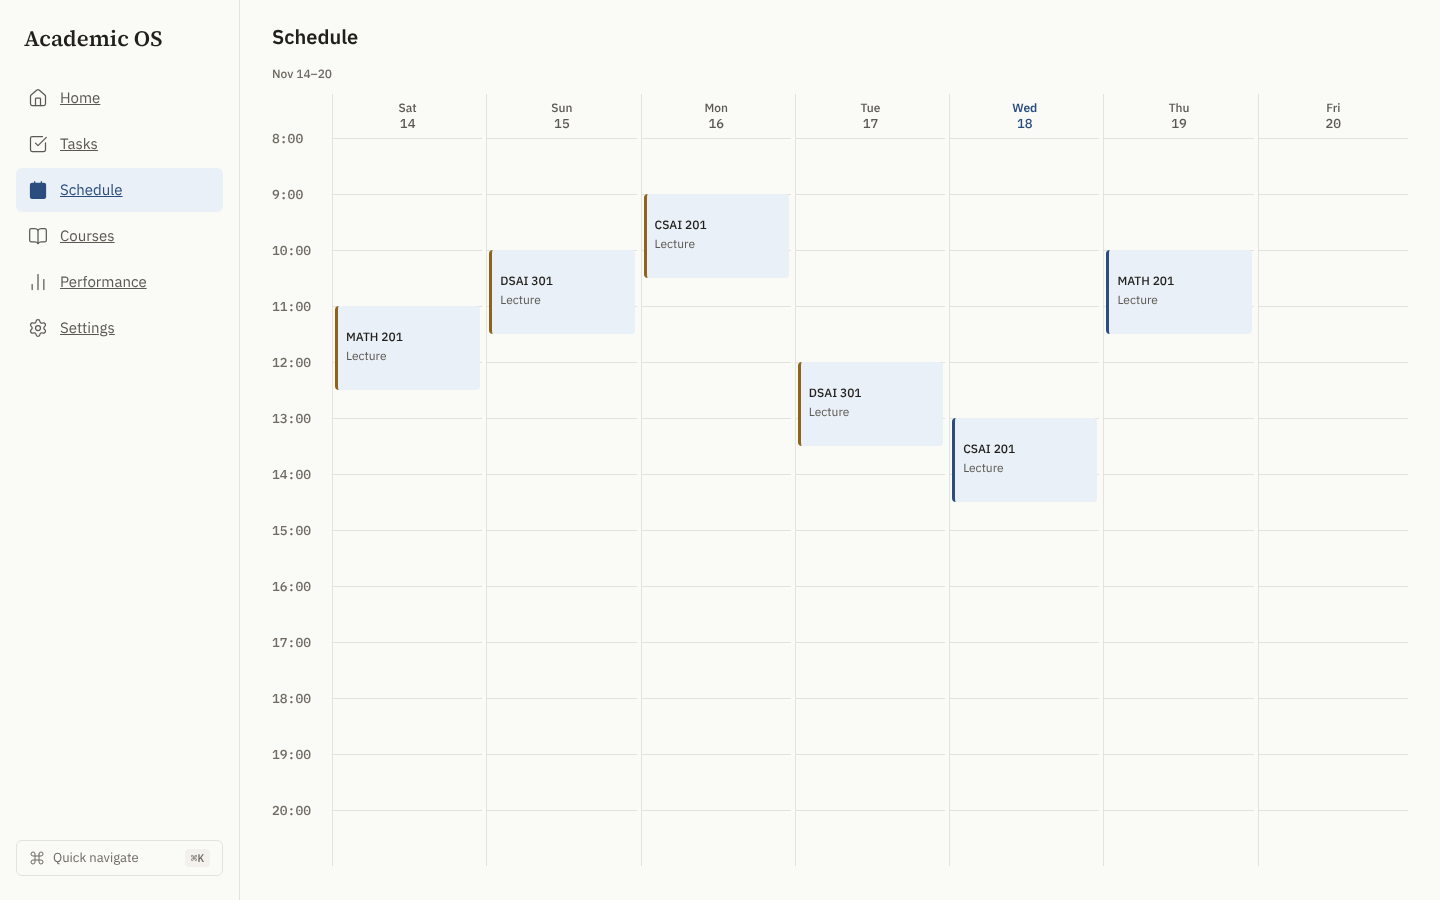 Academic OS
Home
Tasks
Schedule
Courses
Performance
Settings
Quick navigate ⌘K
Schedule
Nov 14–20
Sat Sun Mon Tue Wed Thu Fri
14 15 16 17 18 19 20
8:00
9:00
CSAI 201
Lecture
10:00
DSAI 301
Lecture
MATH 201
Lecture
11:00
MATH 201
Lecture
12:00
DSAI 301
Lecture
13:00
CSAI 201
Lecture
14:00
15:00
16:00
17:00
18:00
19:00
20:00